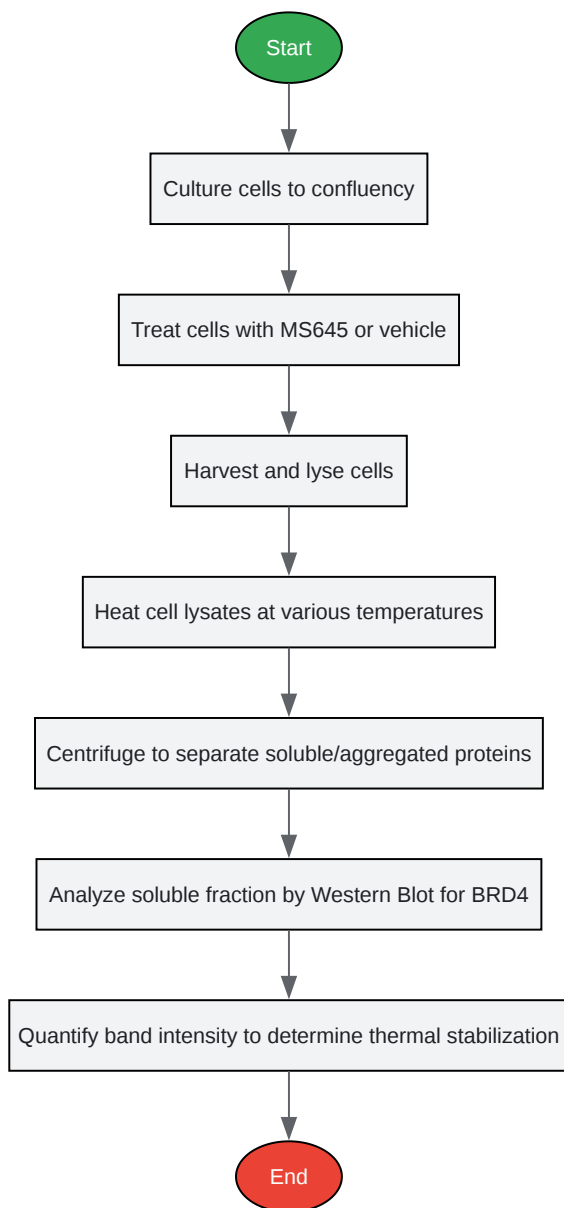 Start
Culture cells to confluency
Treat cells with MS645 or vehicle
Harvest and lyse cells
Heat cell lysates at various temperatures
Centrifuge to separate soluble/aggregated proteins
Analyze soluble fraction by Western Blot for BRD4
Quantify band intensity to determine thermal stabilization
End